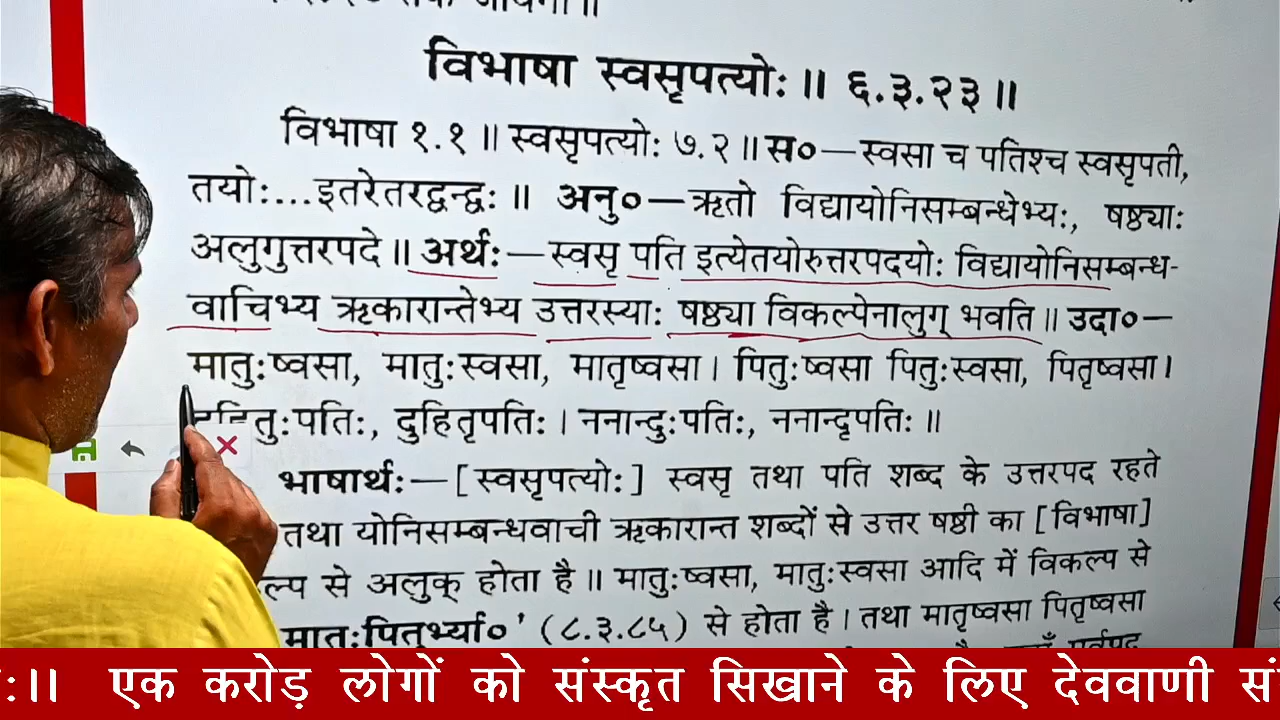 विभाषा स्वसृपत्योः ॥ ६.३.२३ ॥
विभाषा १.१ ॥ स्वसृपत्योः ७.२ ॥ स०—स्वसा च पतिश्च स्वसृपती,
तयोः...इतरेतरद्वन्द्वः ॥ अनु०—ऋतो विद्यायोनिसम्बन्धेभ्यः, षष्ठ्याः
अलुगुत्तरपदे ॥ अर्थः—स्वसृ पति इत्येतयोरुत्तरपदयोः विद्यायोनिसम्बन्ध-
वाचिभ्य ऋकारान्तेभ्य उत्तरस्याः षष्ठ्या विकल्पेनालुग् भवति ॥ उदा०—
मातुःष्वसा, मातुःस्वसा, मातृष्वसा । पितुःष्वसा पितुःस्वसा, पितृष्वसा ।
दुहितुःपतिः, दुहितृपतिः । ननान्दुःपतिः, ननान्दृपतिः ॥
भाषार्थः—[स्वसृपत्योः] स्वसृ तथा पति शब्द के उत्तरपद रहते
तथा योनिसम्बन्धवाची ऋकारान्त शब्दों से उत्तर षष्ठी का [विभाषा]
ल्प से अलुक् होता है ॥ मातुःष्वसा, मातुःस्वसा आदि में विकल्प से
मातुःपितुर्भ्या०' (८.३.८५) से होता है । तथा मातृष्वसा पितृष्वसा
ः।। एक करोड़ लोगों को संस्कृत सिखाने के लिए देववाणी सं